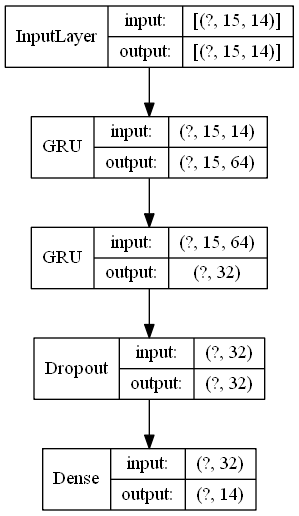 InputLayer
input: [(?, 15, 14)]
output: [(?, 15, 14)]
GRU
input: (?, 15, 14)
output: (?, 15, 64)
GRU
input: (?, 15, 64)
output: (?, 32)
Dropout
input: (?, 32)
output: (?, 32)
Dense
input: (?, 32)
output: (?, 14)